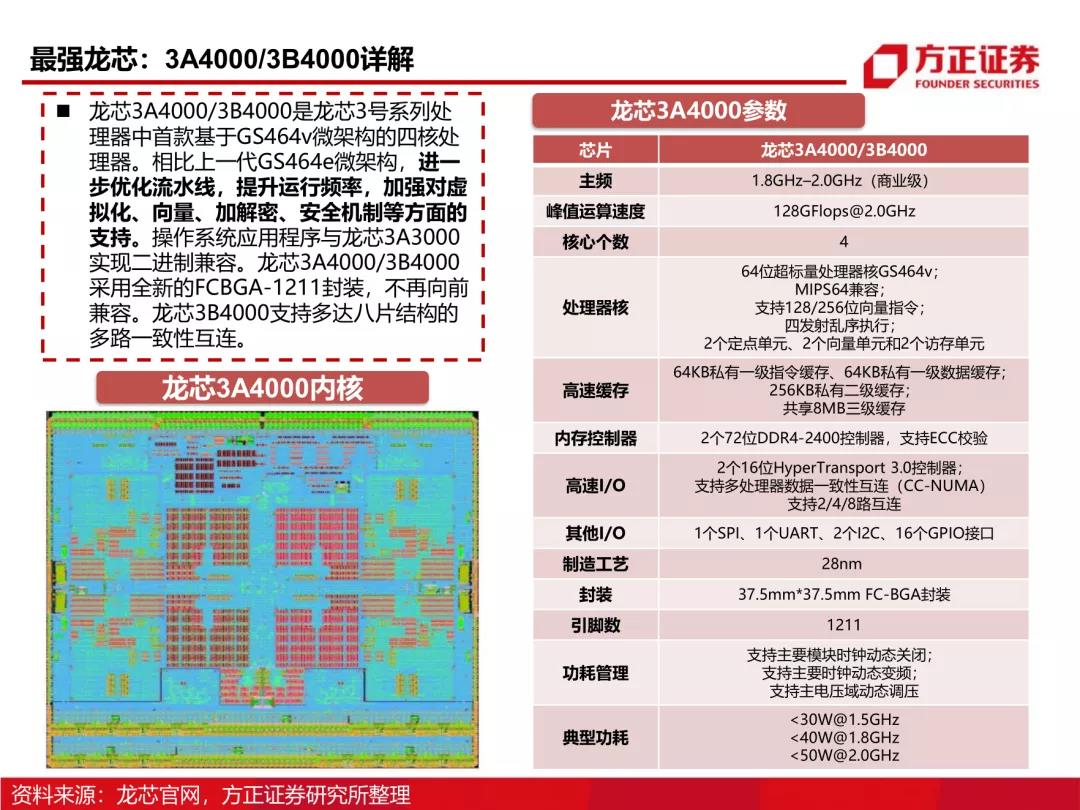 最强龙芯：3A4000/3B4000详解
方正证券
FOUNDER SECURITIES
■ 龙芯3A4000/3B4000是龙芯3号系列处
理器中首款基于GS464v微架构的四核处
理器。相比上一代GS464e微架构，进一
步优化流水线，提升运行频率，加强对虚
拟化、向量、加解密、安全机制等方面的
支持。操作系统应用程序与龙芯3A3000
实现二进制兼容。龙芯3A4000/3B4000
采用全新的FCBGA-1211封装，不再向前
兼容。龙芯3B4000支持多达八片结构的
多路一致性互连。
龙芯3A4000内核
龙芯3A4000参数
芯片 龙芯3A4000/3B4000
主频 1.8GHz–2.0GHz（商业级）
峰值运算速度 128GFlops@2.0GHz
核心个数 4
处理器核
64位超标量处理器核GS464v；
MIPS64兼容；
支持128/256位向量指令；
四发射乱序执行；
2个定点单元、2个向量单元和2个访存单元
高速缓存
64KB私有一级指令缓存、64KB私有一级数据缓存；
256KB私有二级缓存；
共享8MB三级缓存
内存控制器 2个72位DDR4-2400控制器，支持ECC校验
高速I/O
2个16位HyperTransport 3.0控制器；
支持多处理器数据一致性互连（CC-NUMA）
支持2/4/8路互连
其他I/O 1个SPI、1个UART、2个I2C、16个GPIO接口
制造工艺 28nm
封装 37.5mm*37.5mm FC-BGA封装
引脚数 1211
功耗管理
支持主要模块时钟动态关闭；
支持主要时钟动态变频；
支持主电压域动态调压
典型功耗
<30W@1.5GHz
<40W@1.8GHz
<50W@2.0GHz
资料来源：龙芯官网，方正证券研究所整理